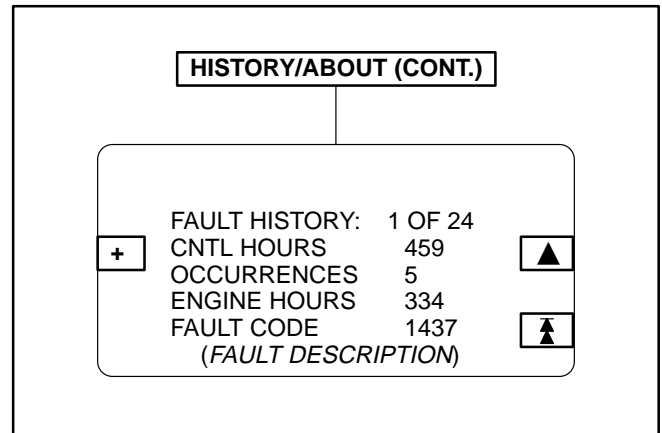 HISTORY/ABOUT (CONT.)
FAULT HISTORY: 1 OF 24
+ CNTL HOURS 459
OCCURRENCES 5
ENGINE HOURS 334
FAULT CODE 1437
(FAULT DESCRIPTION)